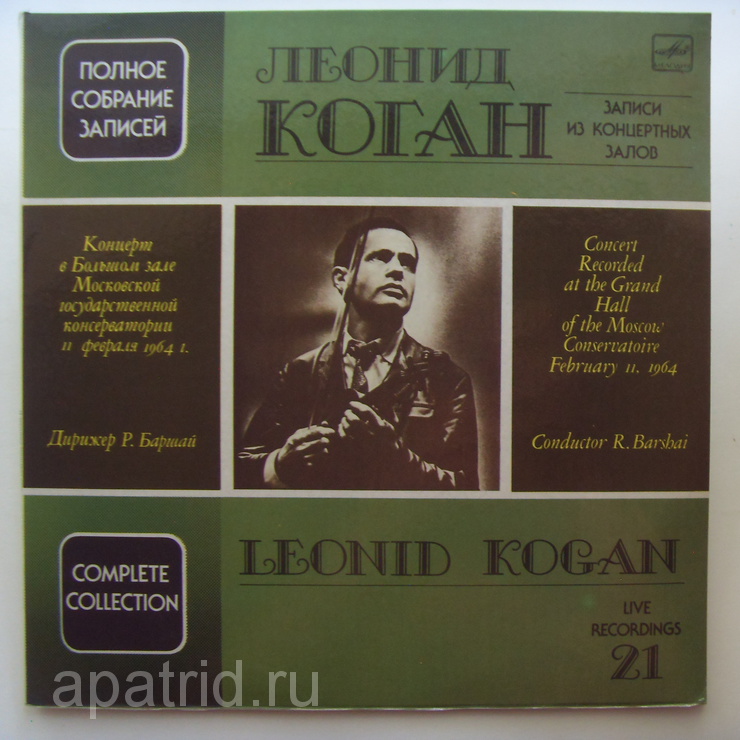 ПОЛНОЕ
СОБРАНИЕ
ЗАПИСЕЙ
ЛЕОНИД
КОГАН
ЗАПИСИ
ИЗ КОНЦЕРТНЫХ
ЗАЛОВ
Концерт
в Большом зале
Московской
государственной
консерватории
11 февраля 1964 г.
Дирижер Р. Баршай
Concert
Recorded
at the Grand
Hall
of the Moscow
Conservatoire
February 11, 1964
Conductor R. Barshai
COMPLETE
COLLECTION
LEONID KOGAN
LIVE
RECORDINGS
21
apatrid.ru